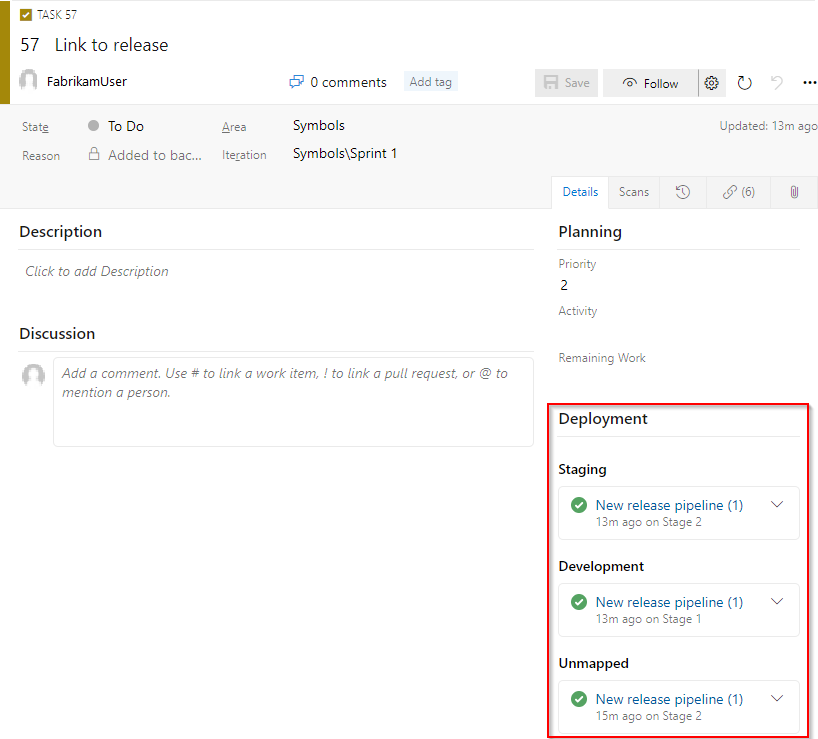 TASK 57
57 Link to release
FabrikamUser
0 comments
Add tag
Save
Follow
State
To Do
Area
Symbols
Updated: 13m ago
Reason
Added to bac...
Iteration
Symbols\Sprint 1
Details
Scans
(6)
Description
Click to add Description
Discussion
Add a comment. Use # to link a work item, ! to link a pull request, or @ to
mention a person.
Planning
Priority
2
Activity
Remaining Work
Deployment
Staging
New release pipeline (1)
13m ago on Stage 2
Development
New release pipeline (1)
13m ago on Stage 1
Unmapped
New release pipeline (1)
15m ago on Stage 2